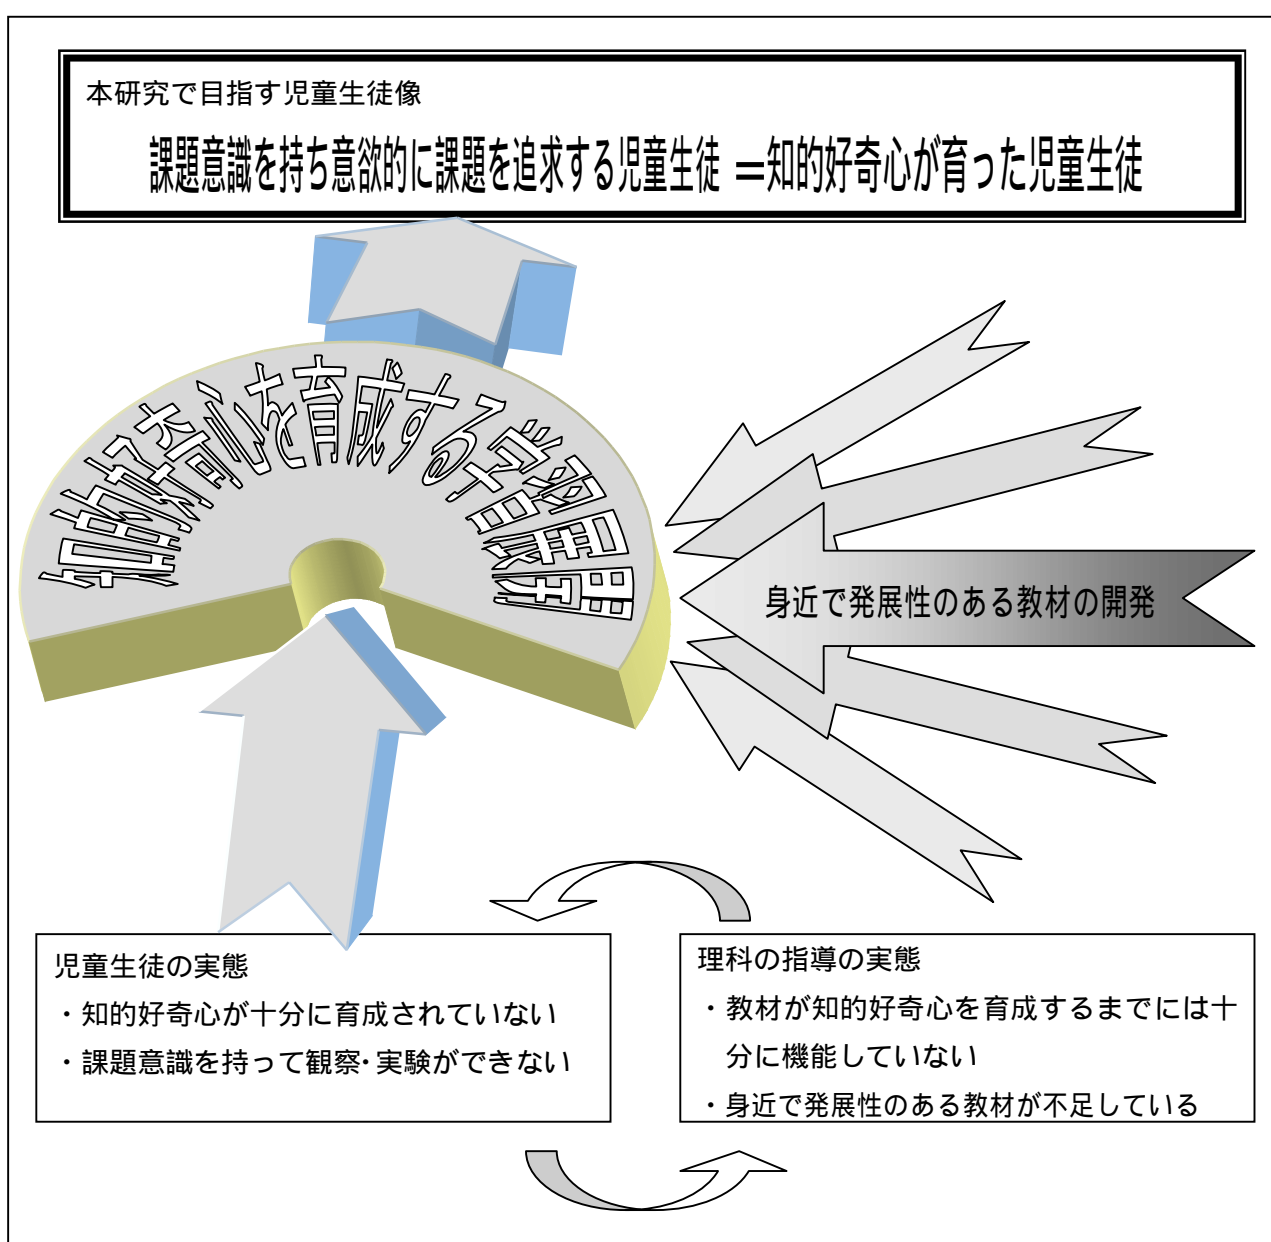 本研究で目指す児童生徒像
課題意識を持ち意欲的に課題を追求する児童生徒 =知的好奇心が育った児童生徒
知的好奇心を育成する学習展開
身近で発展性のある教材の開発
児童生徒の実態
・知的好奇心が十分に育成されていない
・課題意識を持って観察・実験ができない
理科の指導の実態
・教材が知的好奇心を育成するまでには十
分に機能していない
・身近で発展性のある教材が不足している